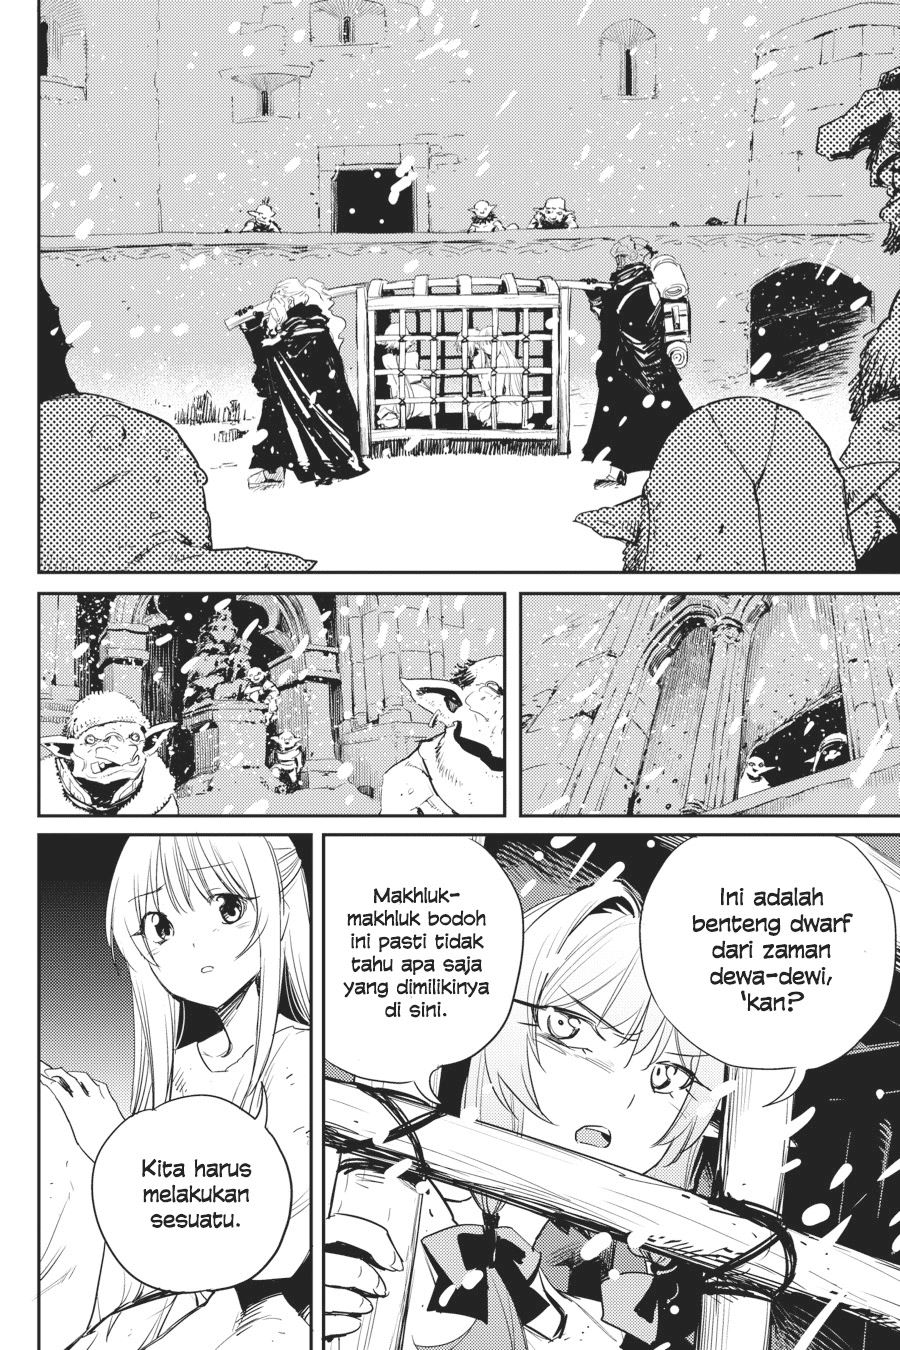 Ini adalah
benteng dwarf
dari zaman
dewa-dewi,
'kan?
Makhluk-
makhluk bodoh
ini pasti tidak
tahu apa saja
yang dimilikinya
di sini.
Kita harus
melakukan
sesuatu.